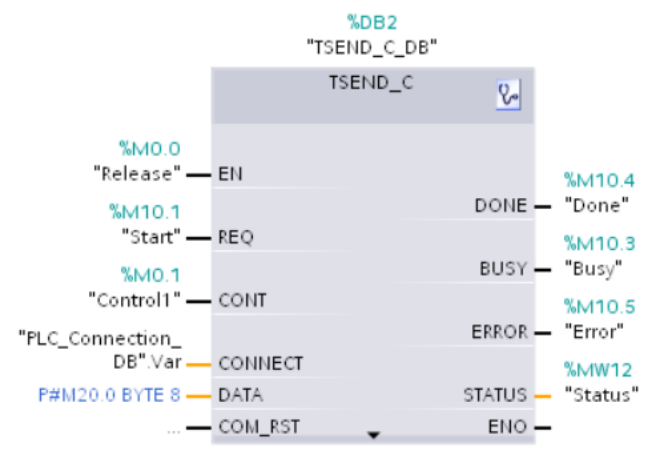 %DB2
"TSEND_C_DB"
TSEND_C
%M0.0
"Release"
EN
%M10.1
"Start"
REQ
%M0.1
"Control1"
CONT
"PLC_Connection_
DB".Var
CONNECT
P#M20.0 BYTE 8
DATA
...
COM_RST
%M10.4
DONE
"Done"
%M10.3
BUSY
"Busy"
%M10.5
ERROR
"Error"
%MW12
STATUS
"Status"
ENO